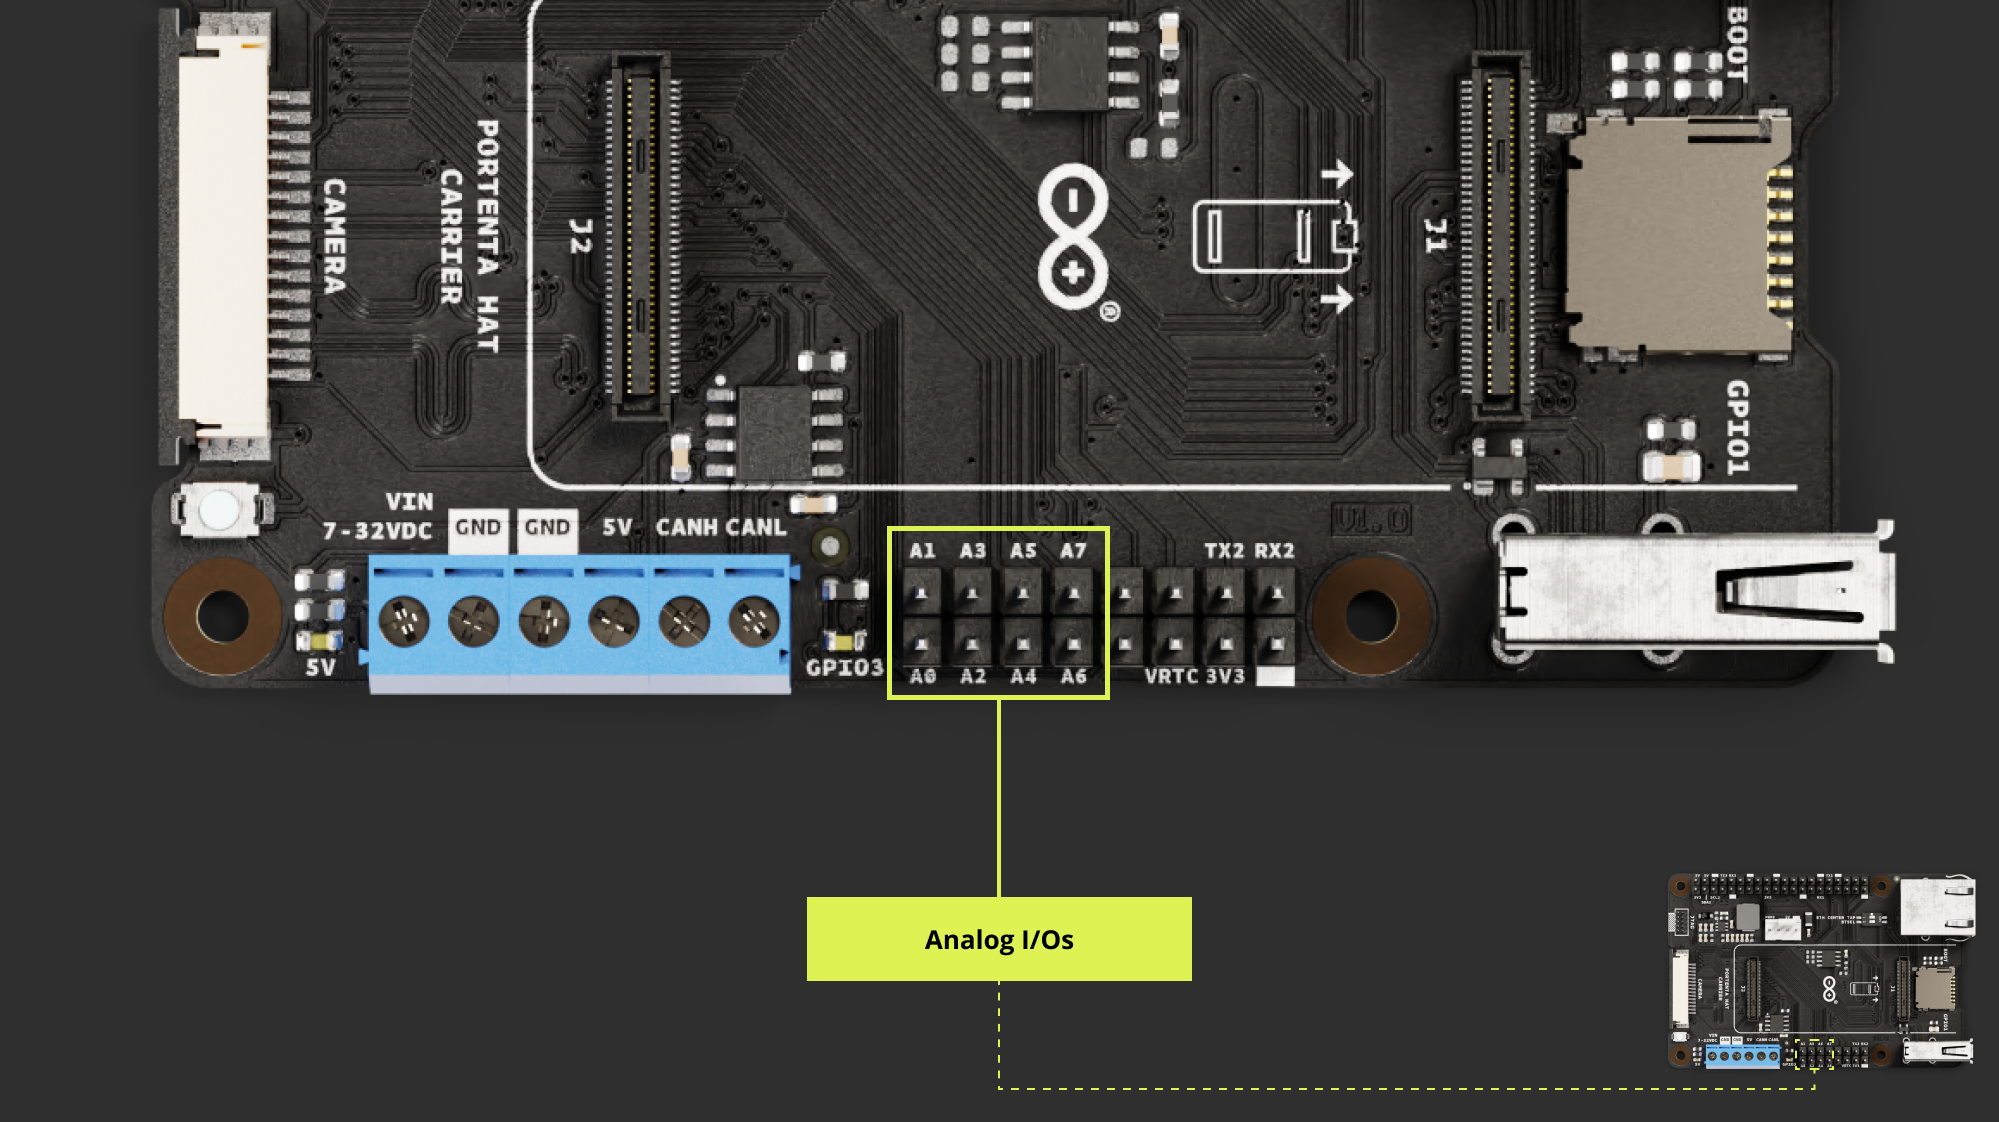 BOOT
CAMERA
PORTENTA HAT
CARRIER
J2
J1
®
GPIO1
VIN
7-32VDC
GND
GND
5V
CANH
CANL
V1.0
A1
A3
A5
A7
TX2
RX2
5V
GPIO3
A0
A2
A4
A6
VRTC
3V3
Analog I/Os